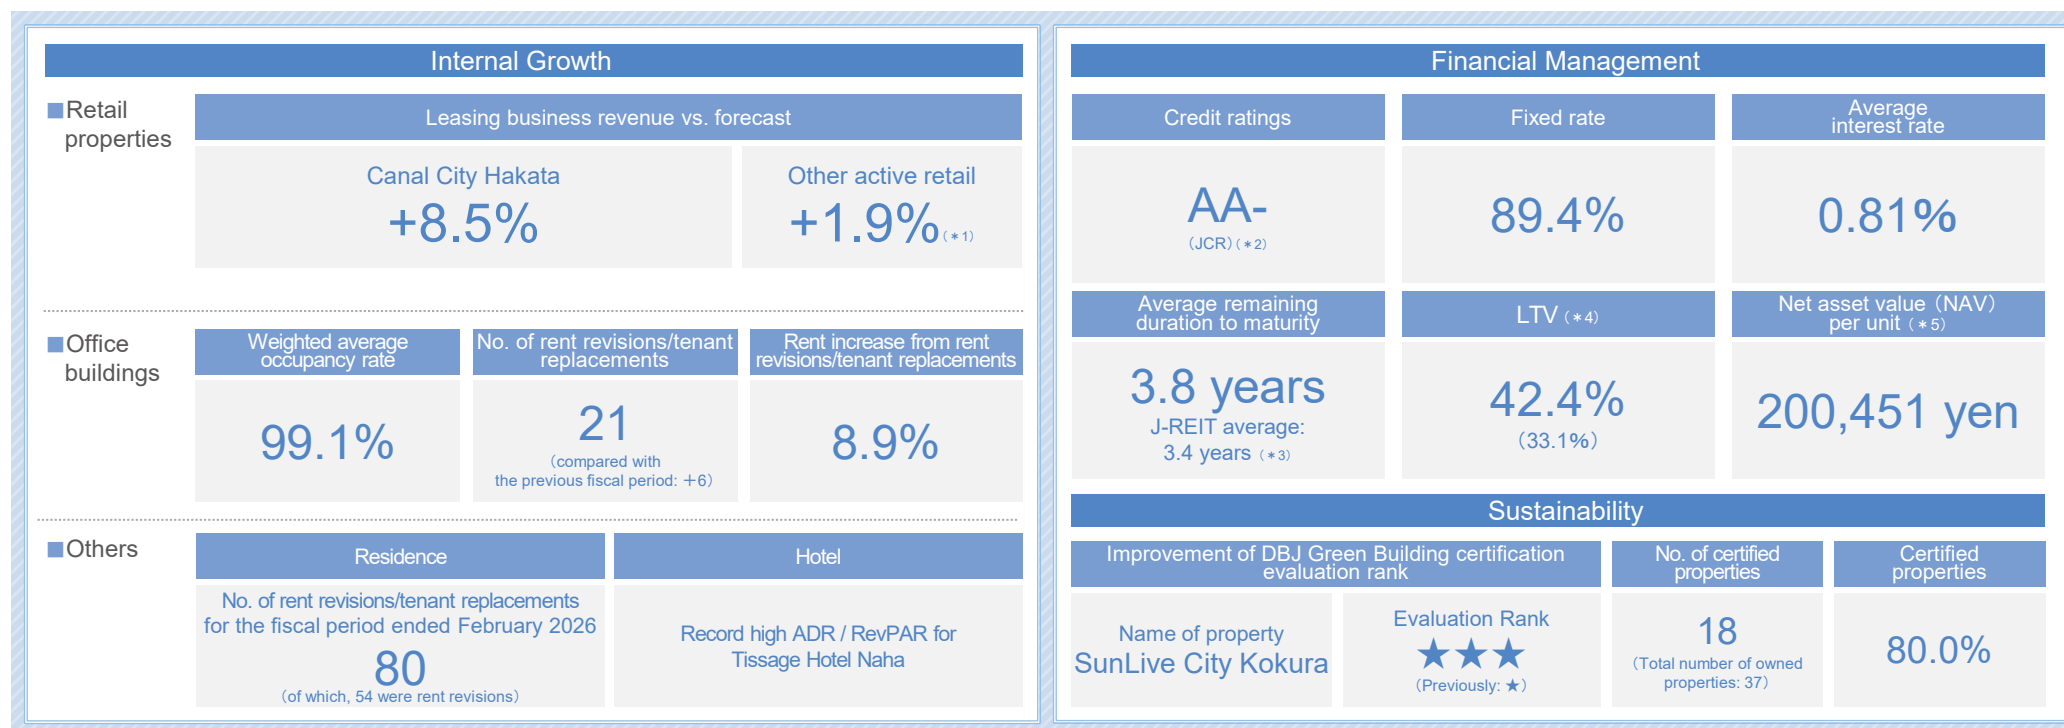 Internal Growth
■Retail
properties
Leasing business revenue vs. forecast
Canal City Hakata
+8.5%
Other active retail
+1.9%(＊1)
■Office
buildings
Weighted average
occupancy rate
99.1%
No. of rent revisions/tenant
replacements
21
(compared with
the previous fiscal period: +6)
Rent increase from rent
revisions/tenant replacements
8.9%
■Others
Residence
No. of rent revisions/tenant replacements
for the fiscal period ended February 2026
80
(of which, 54 were rent revisions)
Hotel
Record high ADR / RevPAR for
Tissage Hotel Naha
Financial Management
Credit ratings
AA-
(JCR)(＊2)
Fixed rate
89.4%
Average
interest rate
0.81%
Average remaining
duration to maturity
3.8 years
J-REIT average:
3.4 years (＊3)
LTV (＊4)
42.4%
(33.1%)
Net asset value (NAV)
per unit (＊5)
200,451 yen
Sustainability
Improvement of DBJ Green Building certification
evaluation rank
Name of property
SunLive City Kokura
Evaluation Rank
★★★
(Previously: ★)
No. of certified
properties
18
(Total number of owned
properties: 37)
Certified
properties
80.0%